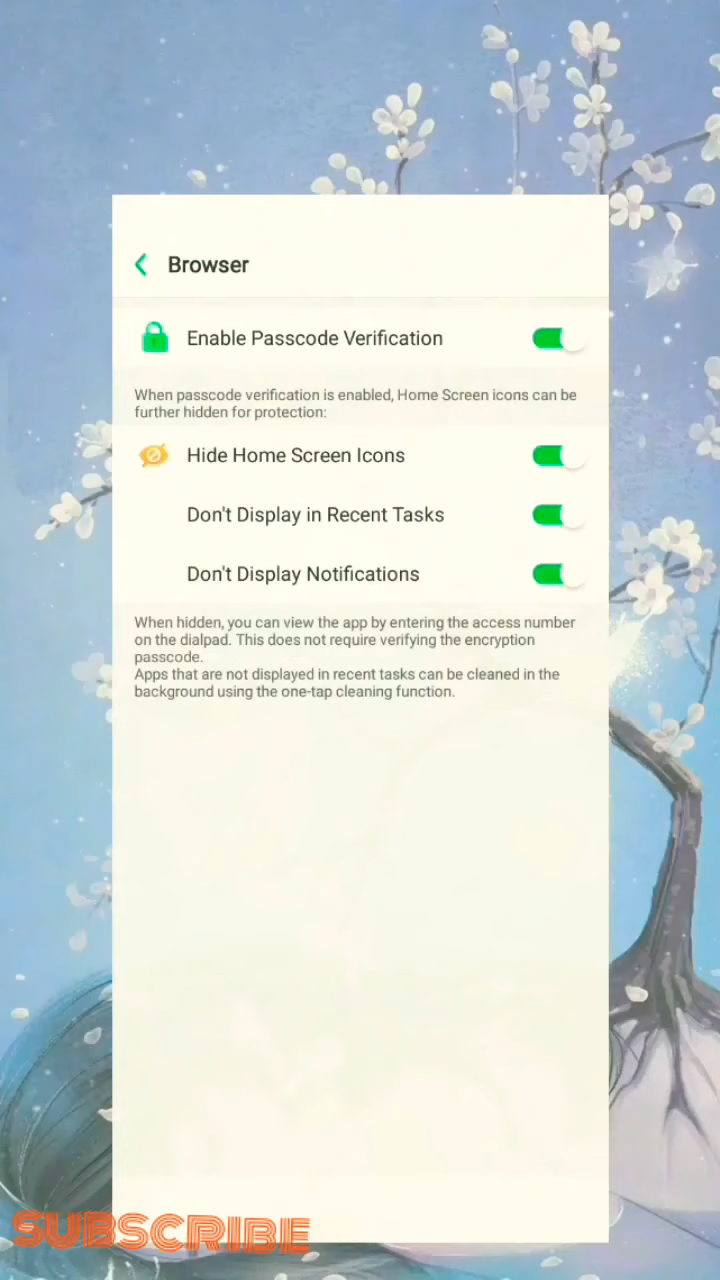 Browser
Enable Passcode Verification
When passcode verification is enabled, Home Screen icons can be
further hidden for protection:
Hide Home Screen Icons
Don't Display in Recent Tasks
Don't Display Notifications
When hidden, you can view the app by entering the access number
on the dialpad. This does not require verifying the encryption
passcode.
Apps that are not displayed in recent tasks can be cleaned in the
background using the one-tap cleaning function.
SUBSCRIBE